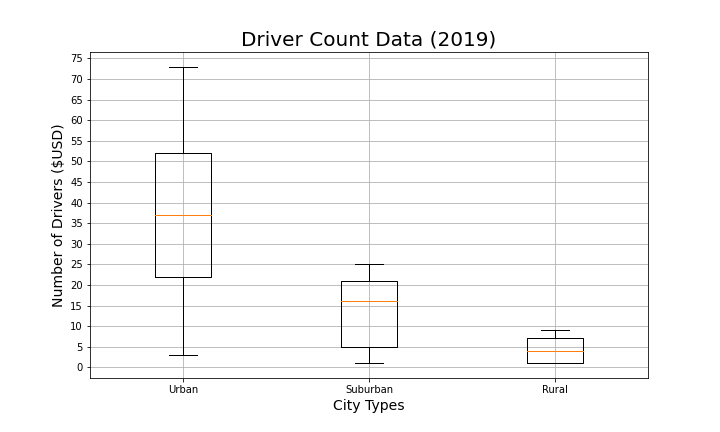 Driver Count Data (2019)
Number of Drivers ($USD)
75
70
65
60
55
50
45
40
35
30
25
20
15
10
5
0
Urban
Suburban
Rural
City Types